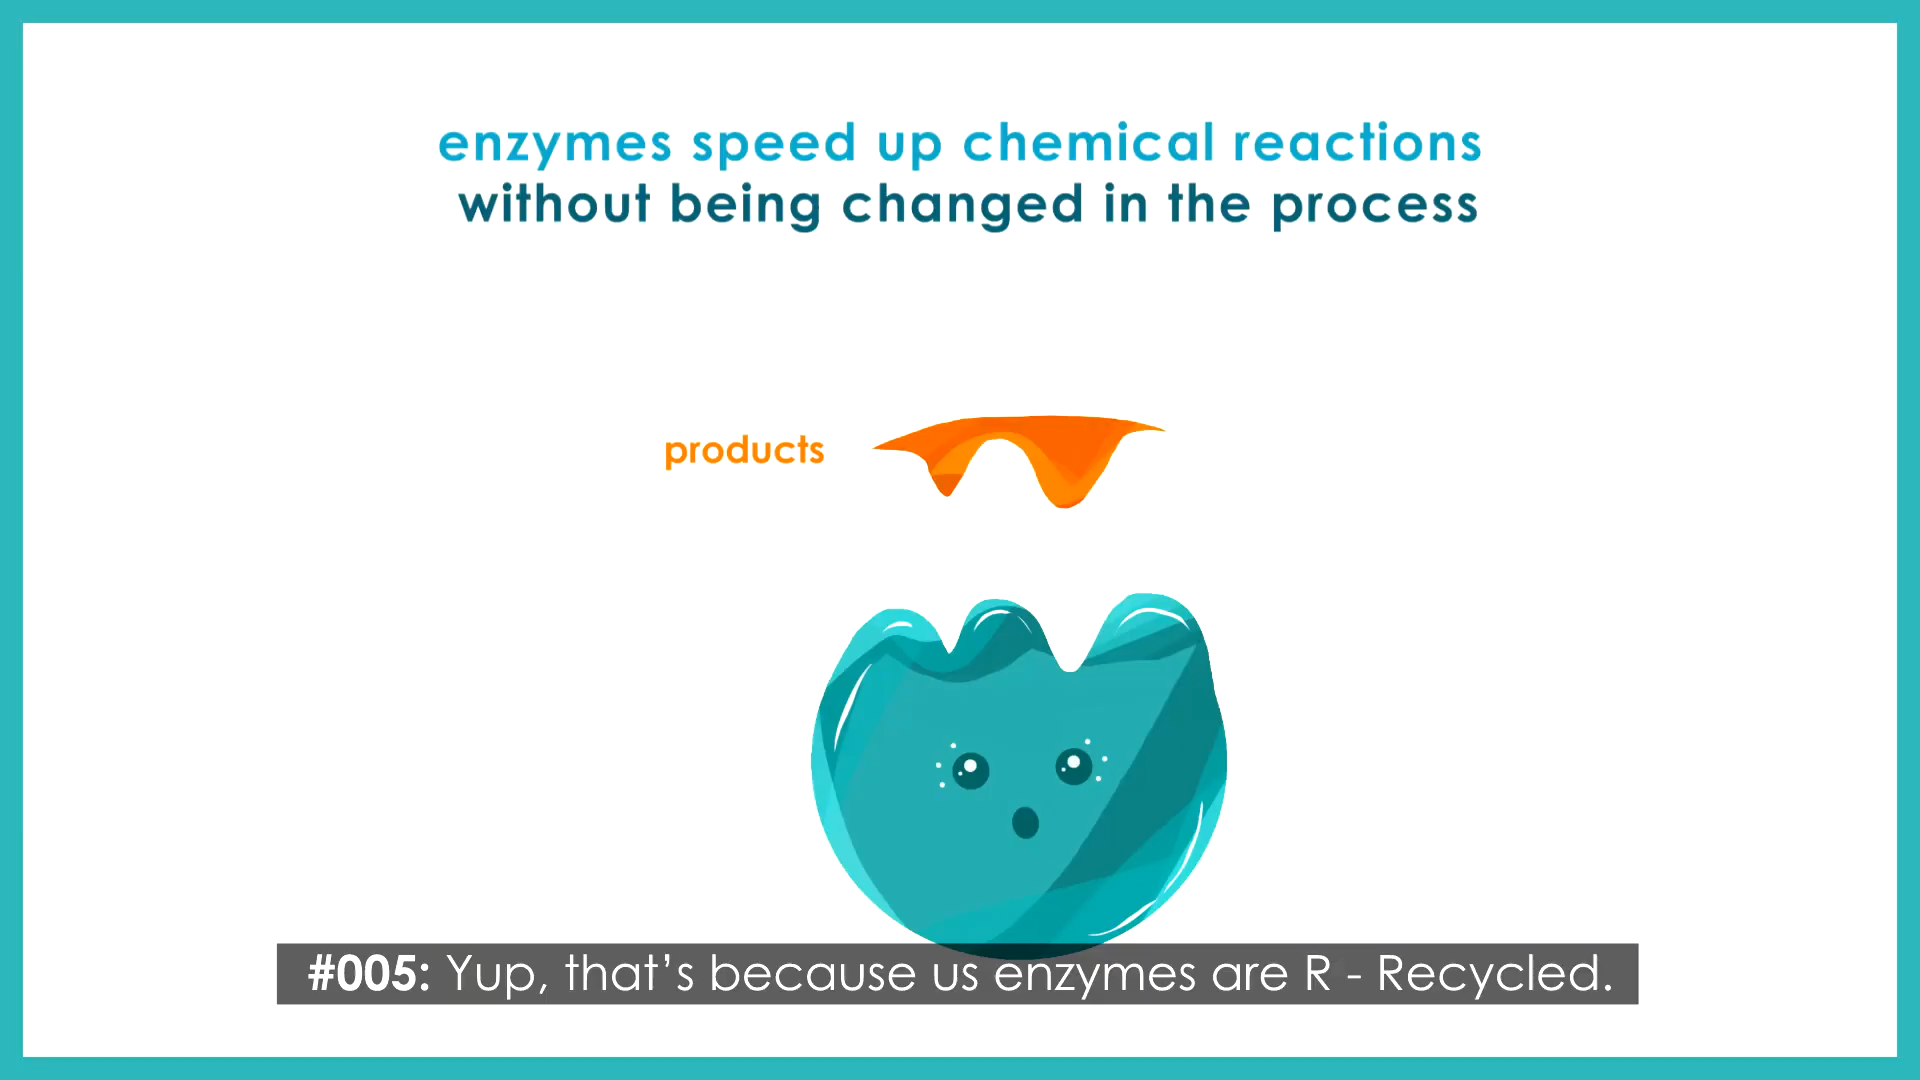 enzymes speed up chemical reactions
without being changed in the process
products
#005: Yup, that’s because us enzymes are R - Recycled.